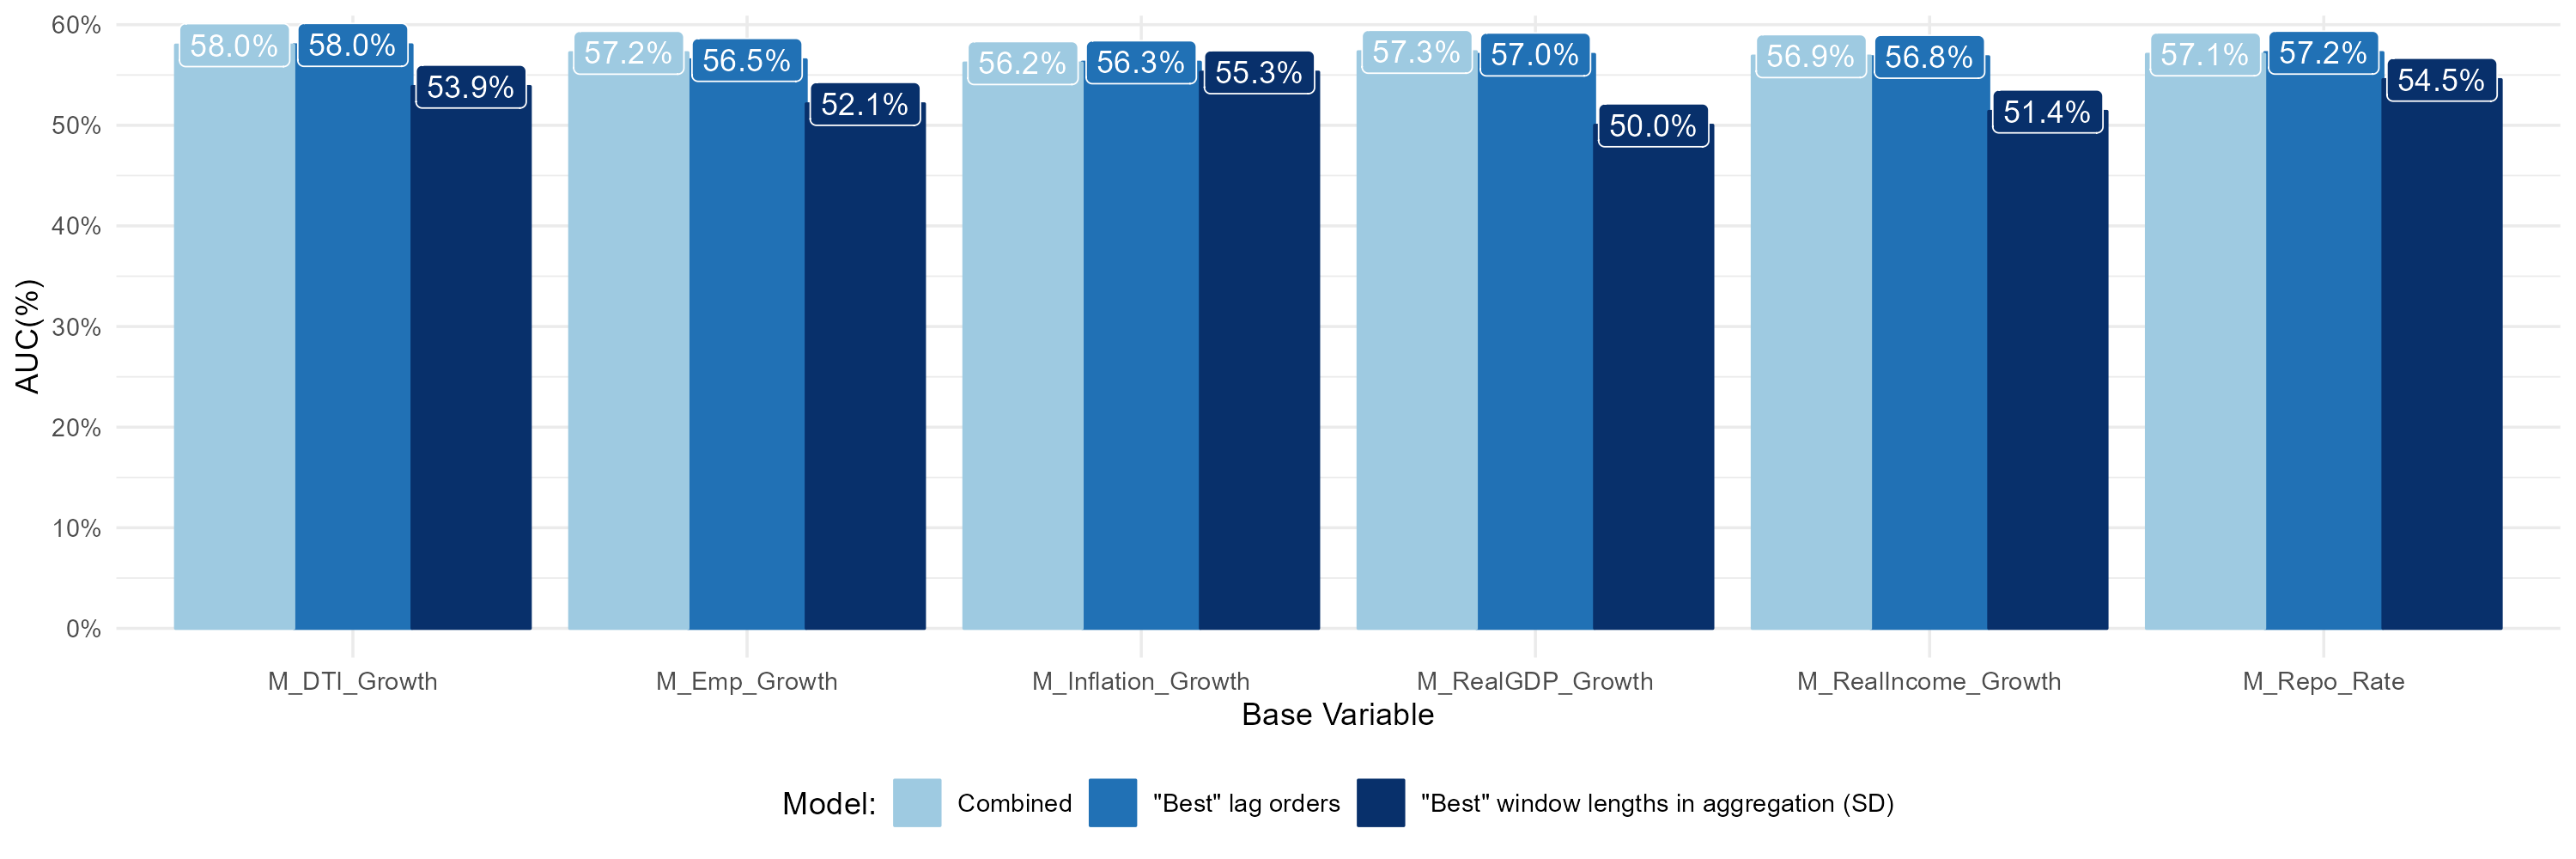 AUC(%)
60%
50%
40%
30%
20%
10%
0%
58.0% 58.0% 53.9%
57.2% 56.5% 52.1%
56.2% 56.3% 55.3%
57.3% 57.0% 50.0%
56.9% 56.8% 51.4%
57.1% 57.2% 54.5%
M_DTI_Growth M_Emp_Growth M_Inflation_Growth M_RealGDP_Growth M_RealIncome_Growth M_Repo_Rate
Base Variable
Model: Combined "Best" lag orders "Best" window lengths in aggregation (SD)